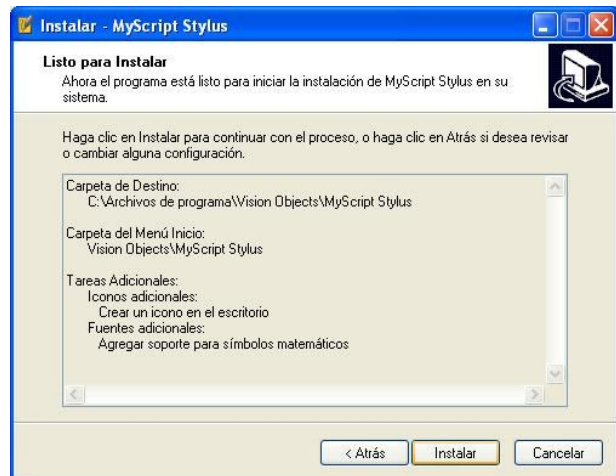 Instalar - MyScript Stylus
Listo para Instalar
Ahora el programa está listo para iniciar la instalación de MyScript Stylus en su
sistema.
Haga clic en Instalar para continuar con el proceso, o haga clic en Atrás si desea revisar
o cambiar alguna configuración.
Carpeta de Destino:
C:\Archivos de programa\Vision Objects\MyScript Stylus
Carpeta del Menú Inicio:
Vision Objects\MyScript Stylus
Tareas Adicionales:
Iconos adicionales:
Crear un icono en el escritorio
Fuentes adicionales:
Agregar soporte para símbolos matemáticos
< Atrás Instalar Cancelar